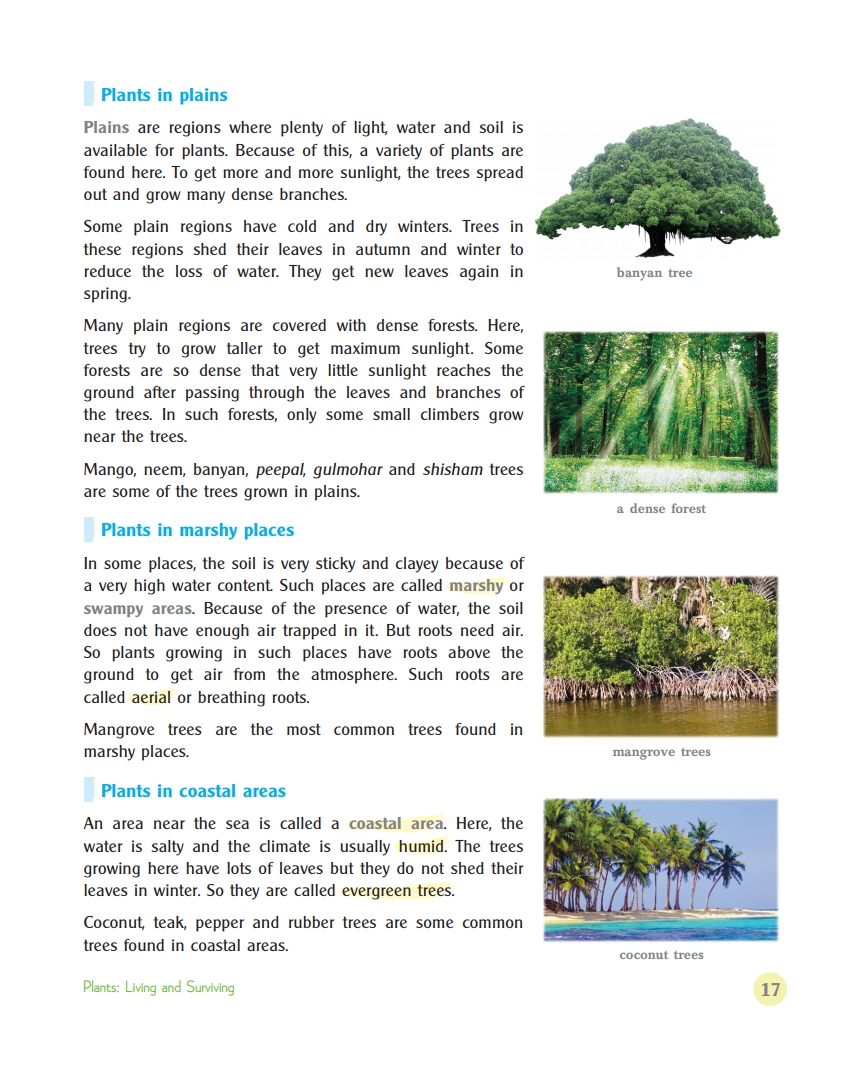 Plants in plains
Plains are regions where plenty of light, water and soil is
available for plants. Because of this, a variety of plants are
found here. To get more and more sunlight, the trees spread
out and grow many dense branches.
Some plain regions have cold and dry winters. Trees in
these regions shed their leaves in autumn and winter to
reduce the loss of water. They get new leaves again in
spring.
banyan tree
Many plain regions are covered with dense forests. Here,
trees try to grow taller to get maximum sunlight. Some
forests are so dense that very little sunlight reaches the
ground after passing through the leaves and branches of
the trees. In such forests, only some small climbers grow
near the trees.
Mango, neem, banyan, peepal, gulmohar and shisham trees
are some of the trees grown in plains.
a dense forest
Plants in marshy places
In some places, the soil is very sticky and clayey because of
a very high water content. Such places are called marshy or
swampy areas. Because of the presence of water, the soil
does not have enough air trapped in it. But roots need air.
So plants growing in such places have roots above the
ground to get air from the atmosphere. Such roots are
called aerial or breathing roots.
Mangrove trees are the most common trees found in
marshy places.
mangrove trees
Plants in coastal areas
An area near the sea is called a coastal area. Here, the
water is salty and the climate is usually humid. The trees
growing here have lots of leaves but they do not shed their
leaves in winter. So they are called evergreen trees.
Coconut, teak, pepper and rubber trees are some common
trees found in coastal areas.
coconut trees
Plants: Living and Surviving
17